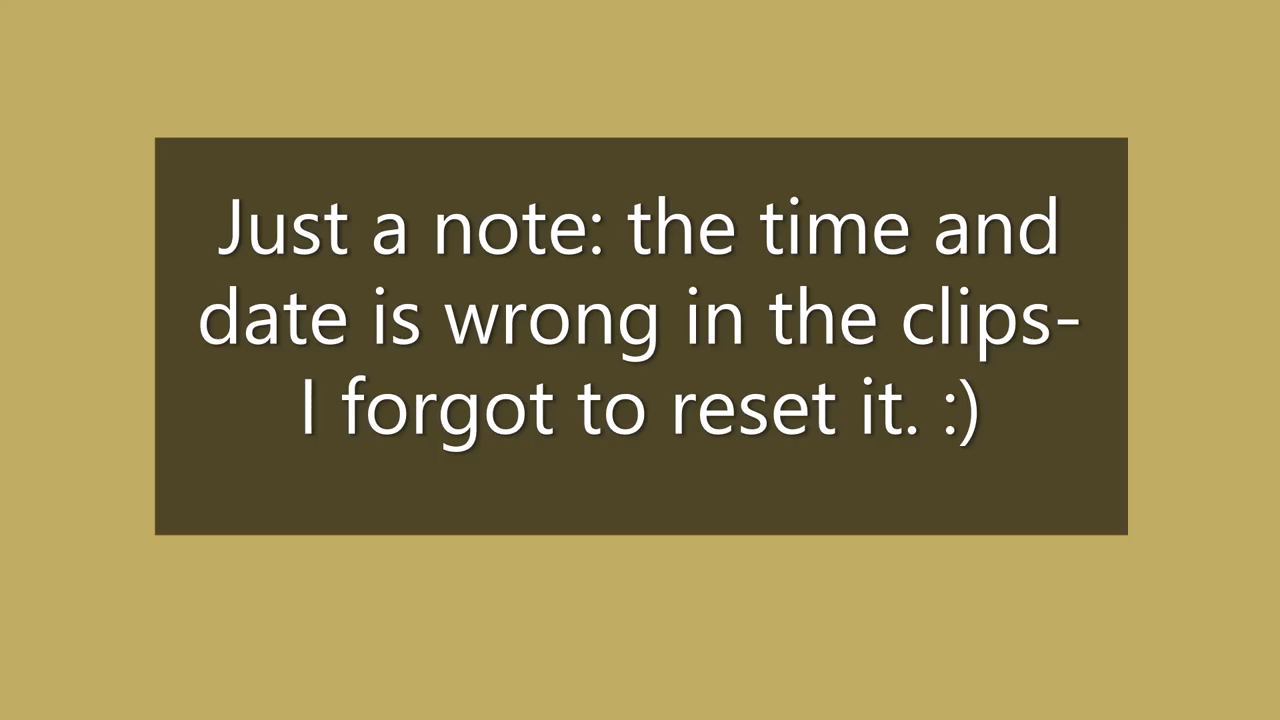 Just a note: the time and
date is wrong in the clips-
I forgot to reset it. :)